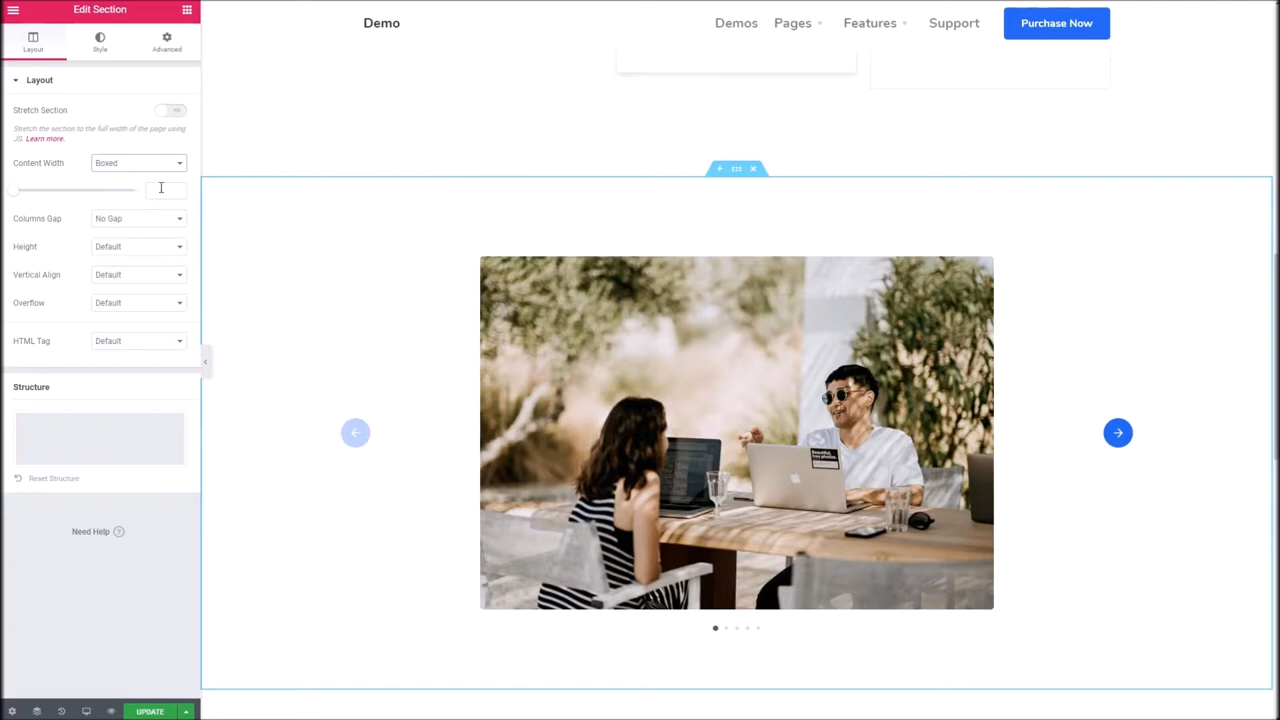 Edit Section
Demo
Demos
Pages
Features
Support
Purchase Now
Layout
Style
Advanced
Layout
Stretch Section
Stretch the section to the full width of the page using
JS. Learn more.
Content Width
Boxed
Columns Gap
No Gap
Height
Default
Vertical Align
Default
Overflow
Default
HTML Tag
Default
Structure
Reset Structure
Need Help
UPDATE